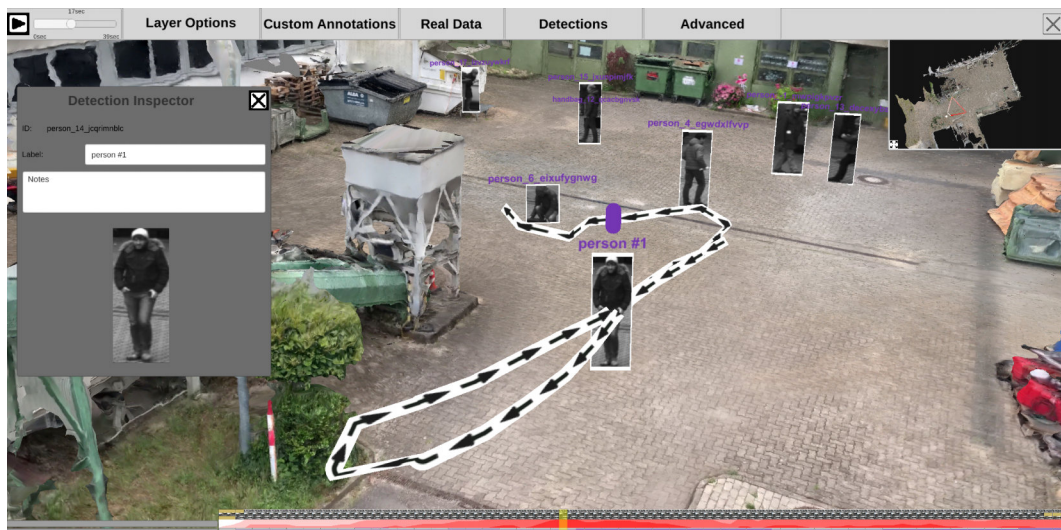 17sec
0sec
39sec
Layer Options
Custom Annotations
Real Data
Detections
Advanced
Detection Inspector
ID: person_14_jcqrimnblc
Label: person #1
Notes
person_4_egwdxlfvvp
person_6_eixufygnwg
person #1